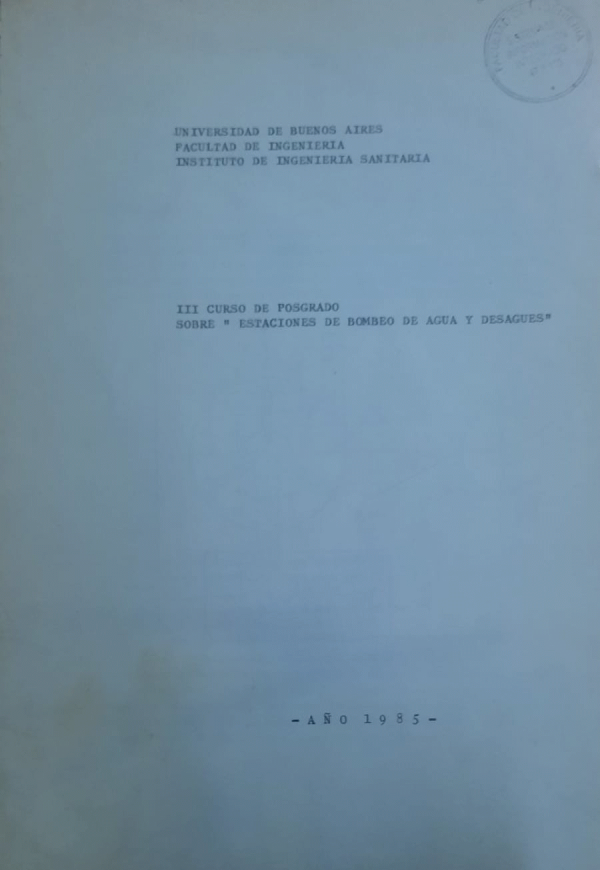 UNIVERSIDAD DE BUENOS AIRES
FACULTAD DE INGENIERIA
INSTITUTO DE INGENIERIA SANITARIA
III CURSO DE POSGRADO
SOBRE " ESTACIONES DE BOMBEO DE AGUA Y DESAGUES"
- A Ñ O 1 9 8 5 -